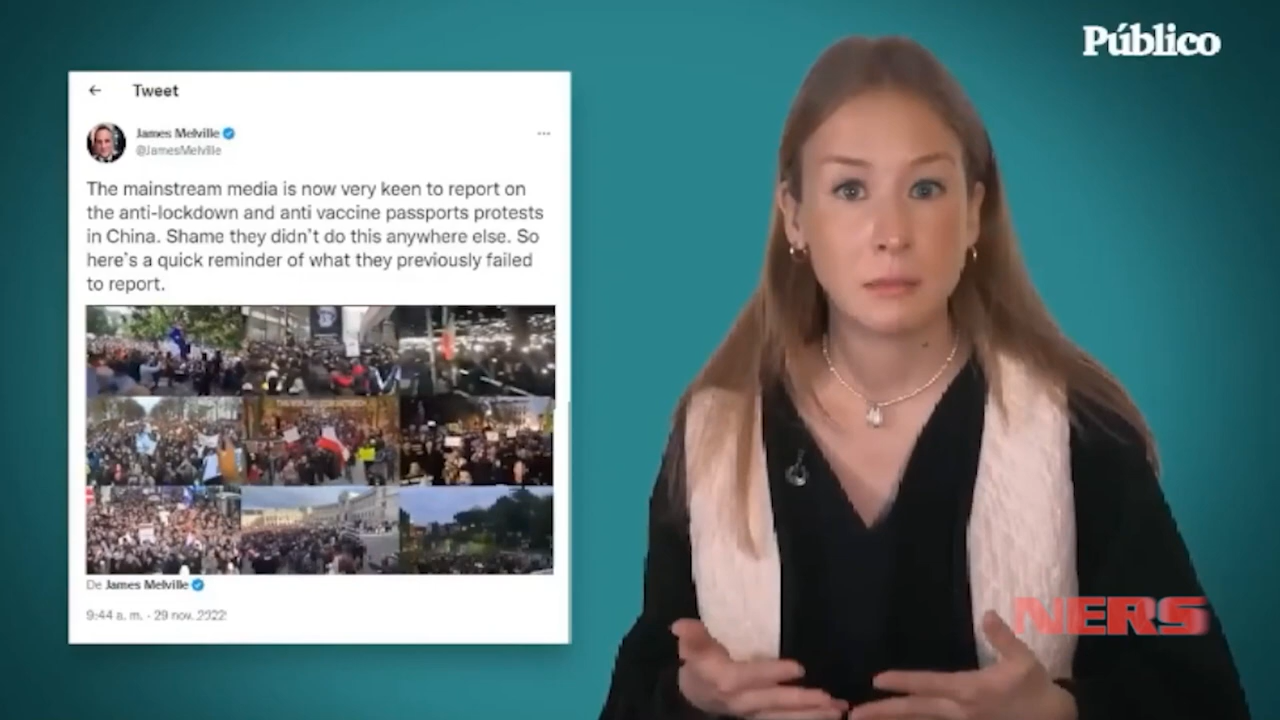 Público
Tweet
James Melville
@JamesMelville
The mainstream media is now very keen to report on
the anti-lockdown and anti vaccine passports protests
in China. Shame they didn't do this anywhere else. So
here's a quick reminder of what they previously failed
to report.
De James Melville
9:44 a. m. · 29 nov. 2022
NERS